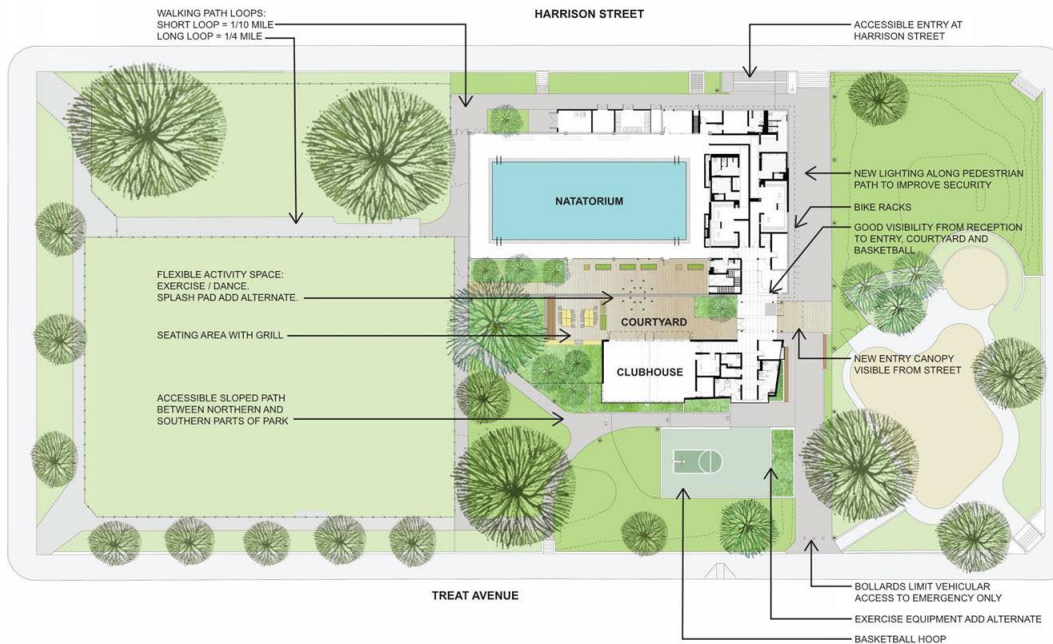 HARRISON STREET
WALKING PATH LOOPS:
SHORT LOOP = 1/10 MILE
LONG LOOP = 1/4 MILE
ACCESSIBLE ENTRY AT
HARRISON STREET
NEW LIGHTING ALONG PEDESTRIAN
PATH TO IMPROVE SECURITY
BIKE RACKS
GOOD VISIBILITY FROM RECEPTION
TO ENTRY, COURTYARD AND
BASKETBALL
NATATORIUM
FLEXIBLE ACTIVITY SPACE:
EXERCISE / DANCE.
SPLASH PAD ADD ALTERNATE.
SEATING AREA WITH GRILL
COURTYARD
CLUBHOUSE
NEW ENTRY CANOPY
VISIBLE FROM STREET
ACCESSIBLE SLOPED PATH
BETWEEN NORTHERN AND
SOUTHERN PARTS OF PARK
TREAT AVENUE
BOLLARDS LIMIT VEHICULAR
ACCESS TO EMERGENCY ONLY
EXERCISE EQUIPMENT ADD ALTERNATE
BASKETBALL HOOP